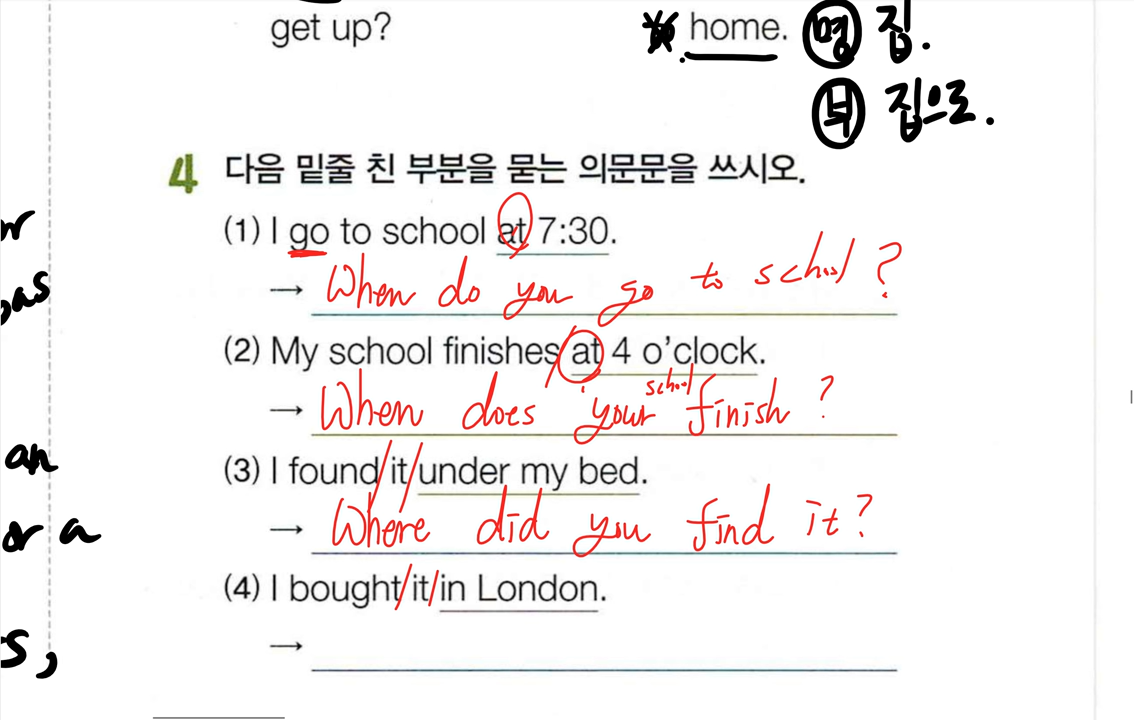 get up?
home. 명 집.
부 집으로.
4 다음 밑줄 친 부분을 묻는 의문문을 쓰시오.
(1) I go to school at 7:30.
→ When do you go to school?
(2) My school finishes/at 4 o'clock.
→ When does your school finish?
(3) I found/it/under my bed.
→ Where did you find it?
(4) I bought/it/in London.
→
an
or a
s,